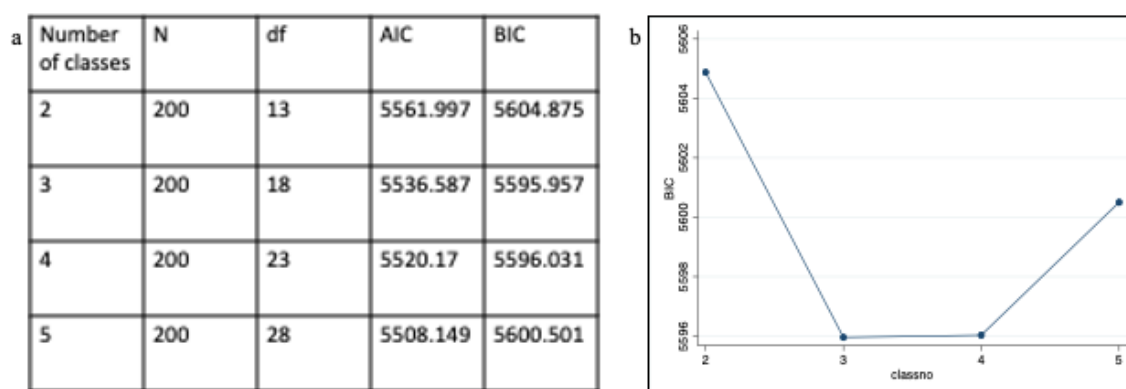 a
Number of classes N df AIC BIC
2 200 13 5561.997 5604.875
3 200 18 5536.587 5595.957
4 200 23 5520.17 5596.031
5 200 28 5508.149 5600.501
b
5606
5604
5602
5600
5598
5596
BIC
2 3 4 5
classno